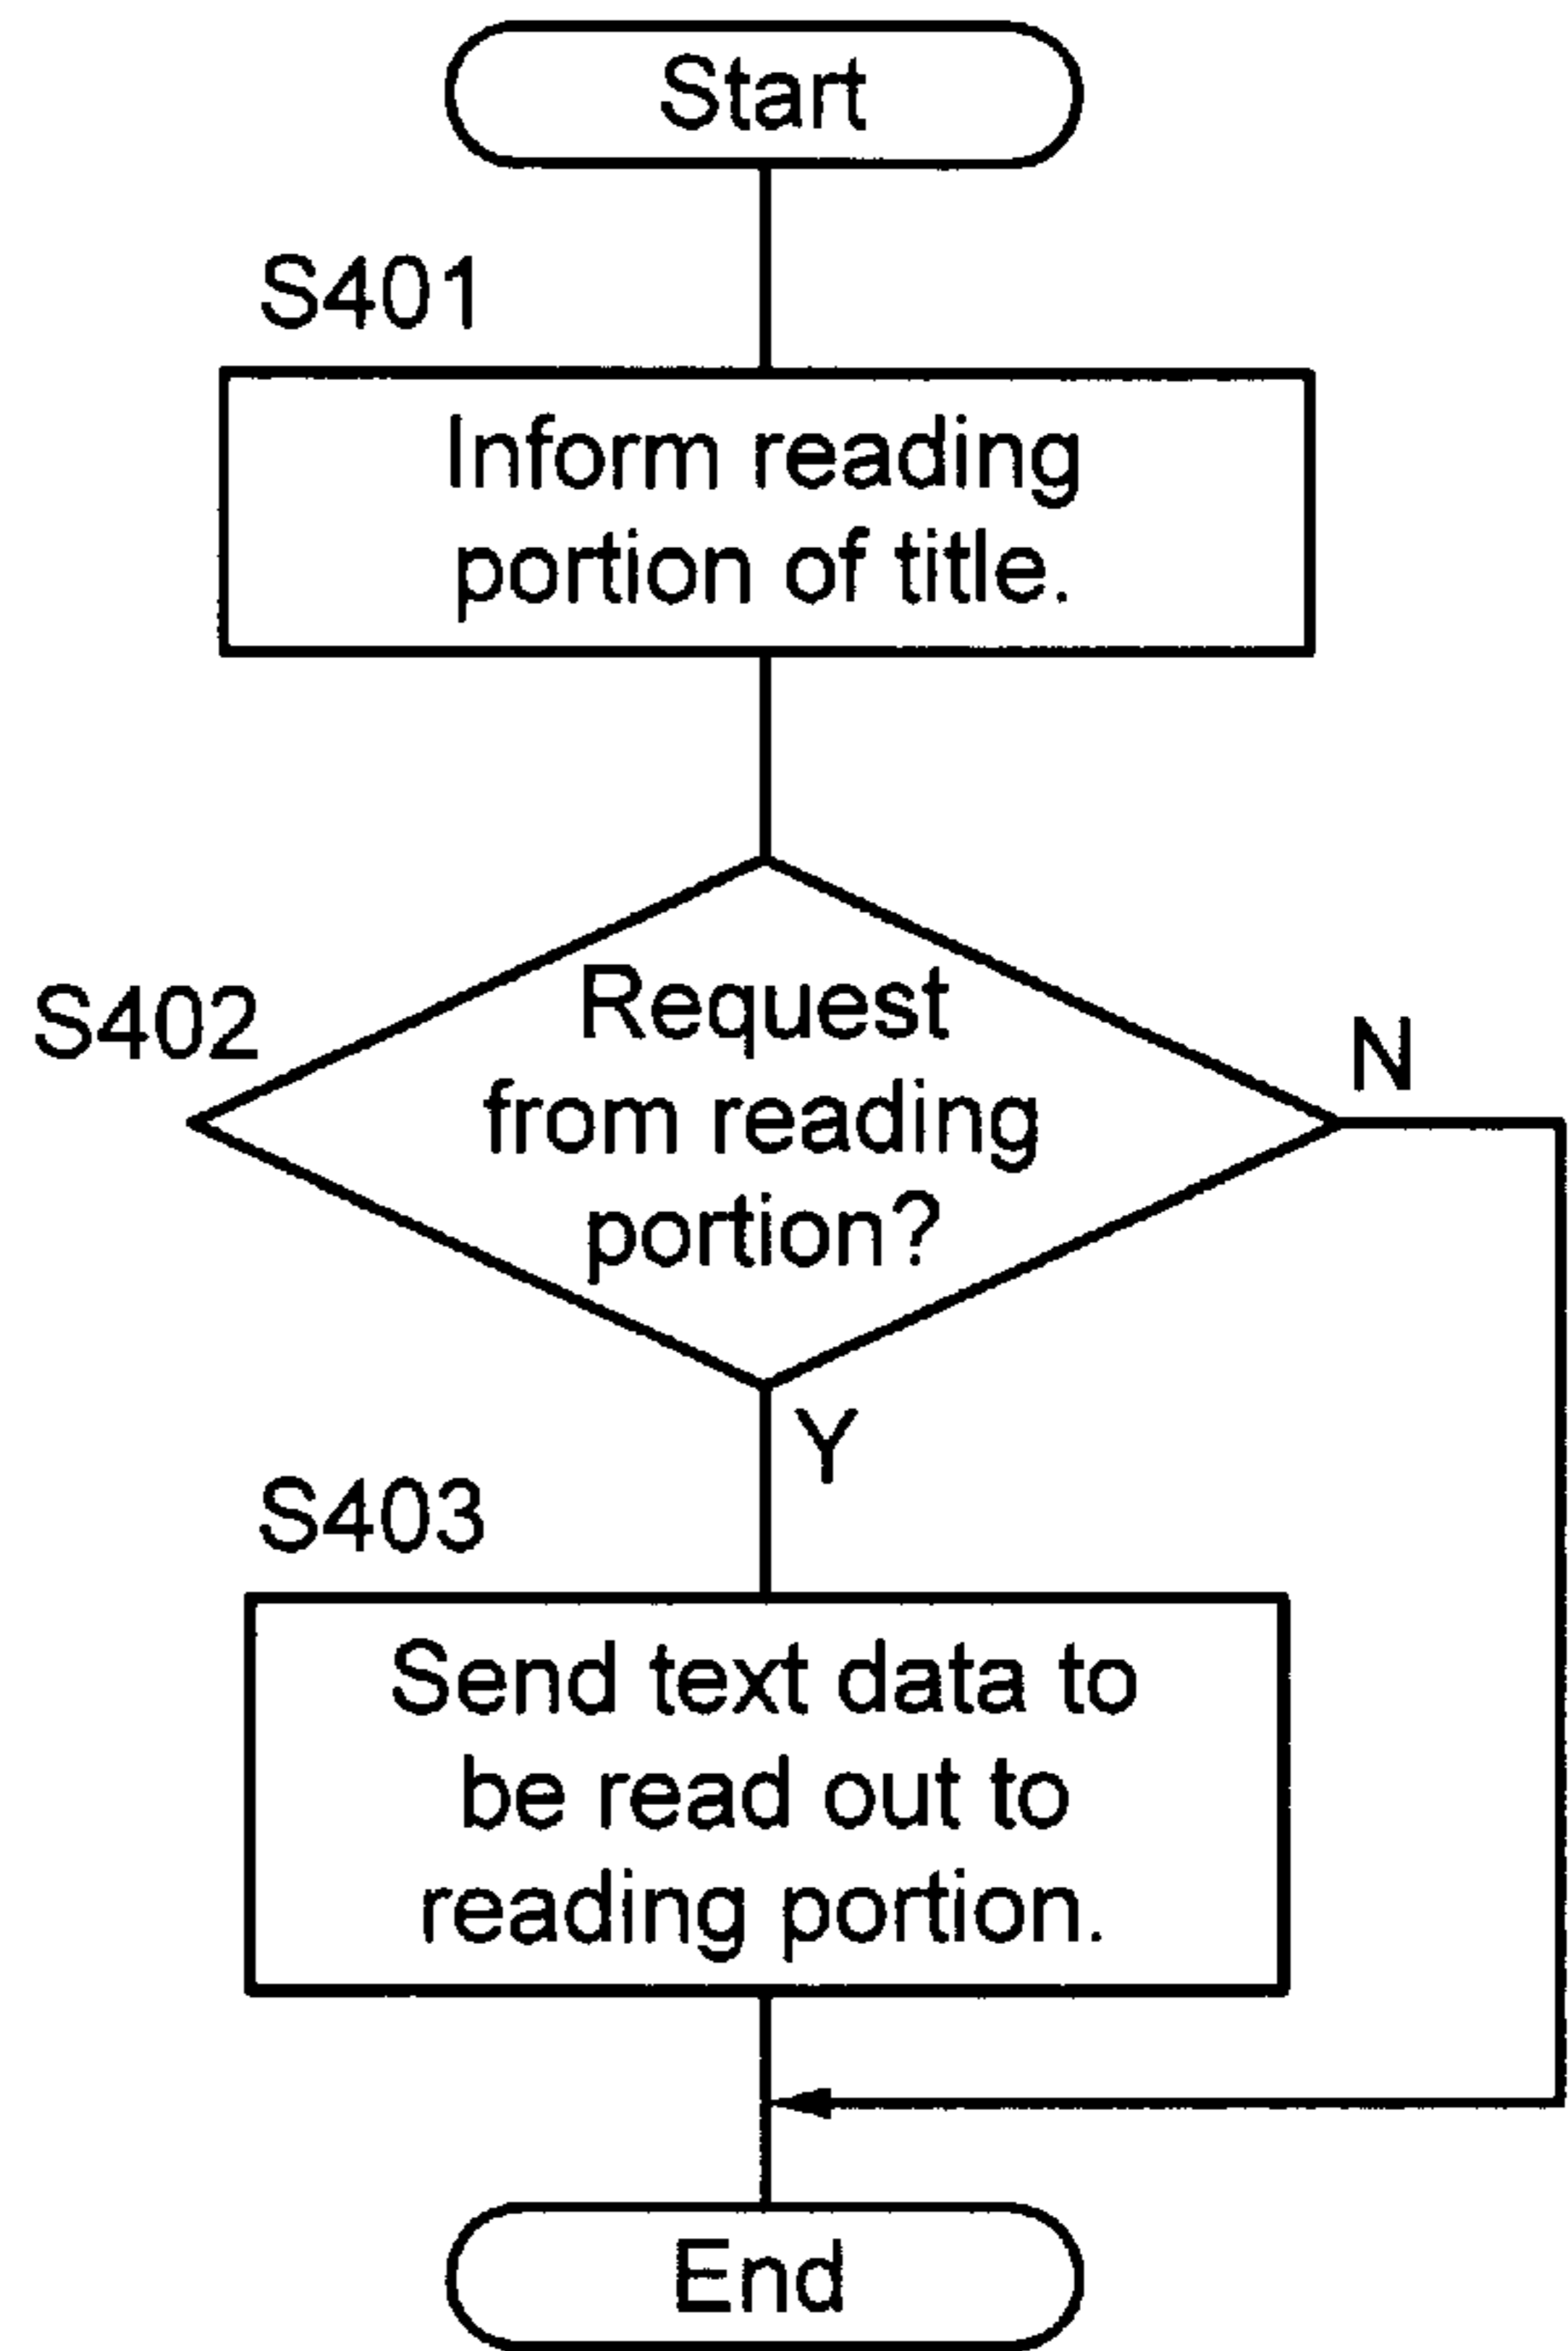 Start
S401
Inform reading
portion of title.
S402
Request
from reading
portion?
N
Y
S403
Send text data to
be read out to
reading portion.
End